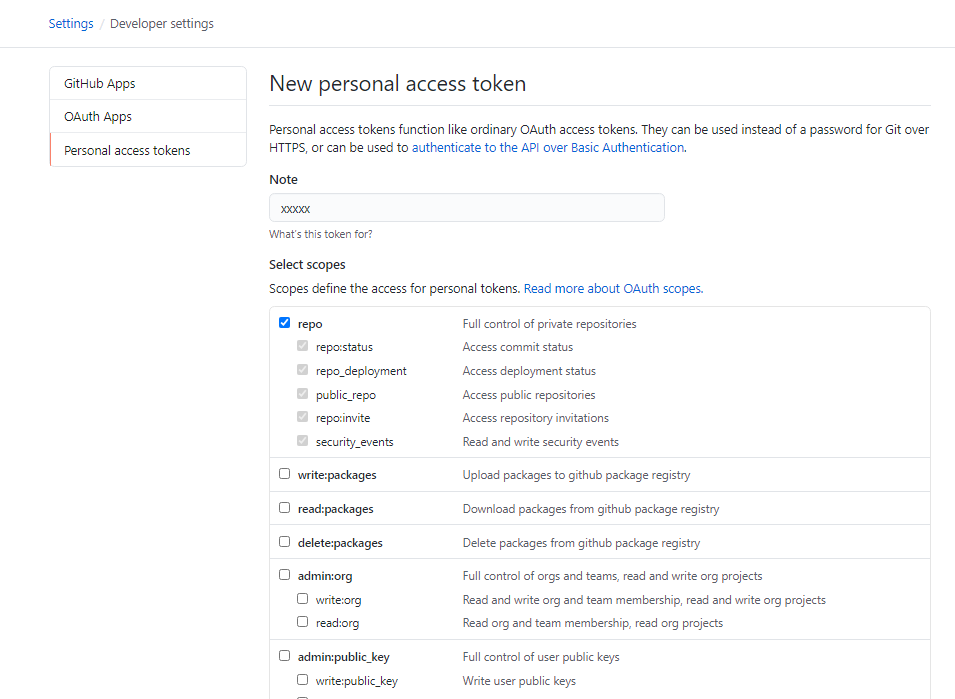 Settings / Developer settings
GitHub Apps
OAuth Apps
Personal access tokens
New personal access token
Personal access tokens function like ordinary OAuth access tokens. They can be used instead of a password for Git over
HTTPS, or can be used to authenticate to the API over Basic Authentication.
Note
xxxxx
What's this token for?
Select scopes
Scopes define the access for personal tokens. Read more about OAuth scopes.
repo Full control of private repositories
repo:status Access commit status
repo_deployment Access deployment status
public_repo Access public repositories
repo:invite Access repository invitations
security_events Read and write security events
write:packages Upload packages to github package registry
read:packages Download packages from github package registry
delete:packages Delete packages from github package registry
admin:org Full control of orgs and teams, read and write org projects
write:org Read and write org and team membership, read and write org projects
read:org Read org and team membership, read org projects
admin:public_key Full control of user public keys
write:public_key Write user public keys